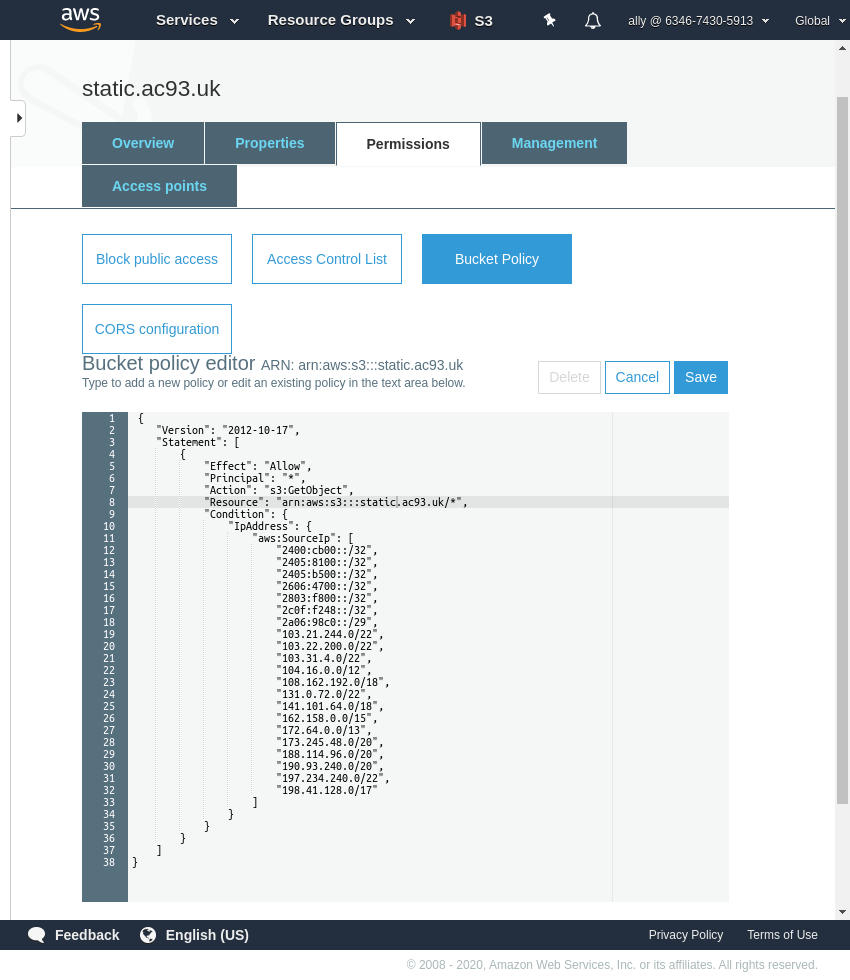 aws Services Resource Groups S3 ally @ 6346-7430-5913 Global
static.ac93.uk
Overview Properties Permissions Management
Access points
Block public access Access Control List Bucket Policy
CORS configuration
Bucket policy editor ARN: arn:aws:s3:::static.ac93.uk
Type to add a new policy or edit an existing policy in the text area below.
Delete Cancel Save
1 {
2 "Version": "2012-10-17",
3 "Statement": [
4 {
5 "Effect": "Allow",
6 "Principal": "*",
7 "Action": "s3:GetObject",
8 "Resource": "arn:aws:s3:::static.ac93.uk/*",
9 "Condition": {
10 "IpAddress": {
11 "aws:SourceIp": [
12 "2400:cb00::/32",
13 "2405:8100::/32",
14 "2405:b500::/32",
15 "2606:4700::/32",
16 "2803:f800::/32",
17 "2c0f:f248::/32",
18 "2a06:98c0::/29",
19 "103.21.244.0/22",
20 "103.22.200.0/22",
21 "103.31.4.0/22",
22 "104.16.0.0/12",
23 "108.162.192.0/18",
24 "131.0.72.0/22",
25 "141.101.64.0/18",
26 "162.158.0.0/15",
27 "172.64.0.0/13",
28 "173.245.48.0/20",
29 "188.114.96.0/20",
30 "190.93.240.0/20",
31 "197.234.240.0/22",
32 "198.41.128.0/17"
33 ]
34 }
35 }
36 }
37 ]
38 }
Feedback English (US) Privacy Policy Terms of Use
© 2008 - 2020, Amazon Web Services, Inc. or its affiliates. All rights reserved.